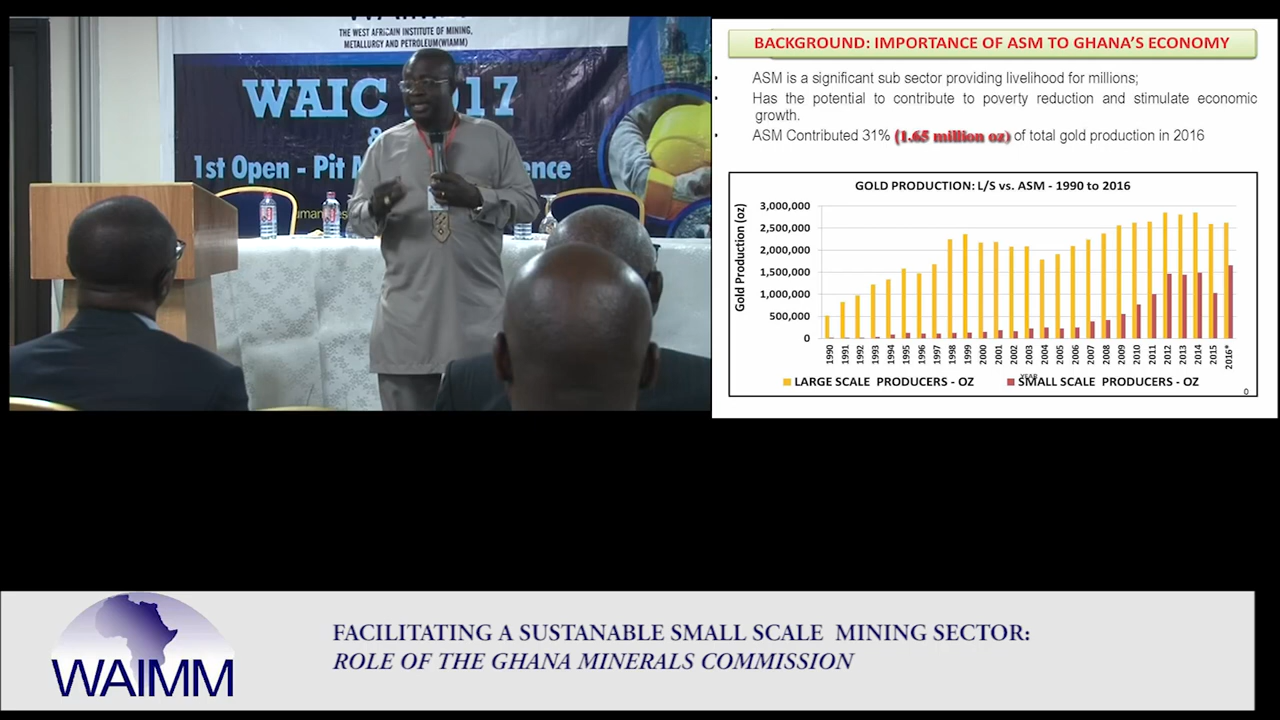 THE WEST AFRICAIN INSTITUTE OF MINING,
METALLURGY AND PETROLEUM(WIAMM)
WAIC 2017
&
1st Open - Pit
BACKGROUND: IMPORTANCE OF ASM TO GHANA'S ECONOMY
• ASM is a significant sub sector providing livelihood for millions;
• Has the potential to contribute to poverty reduction and stimulate economic
growth.
• ASM Contributed 31% (1.65 million oz) of total gold production in 2016
GOLD PRODUCTION: L/S vs. ASM - 1990 to 2016
Gold Production (oz)
3,000,000
2,500,000
2,000,000
1,500,000
1,000,000
500,000
0
1990 1991 1992 1993 1994 1995 1996 1997 1998 1999 2000 2001 2002 2003 2004 2005 2006 2007 2008 2009 2010 2011 2012 2013 2014 2015 2016*
YEAR
LARGE SCALE PRODUCERS - OZ SMALL SCALE PRODUCERS - OZ
0
WAIMM
FACILITATING A SUSTANABLE SMALL SCALE MINING SECTOR:
ROLE OF THE GHANA MINERALS COMMISSION